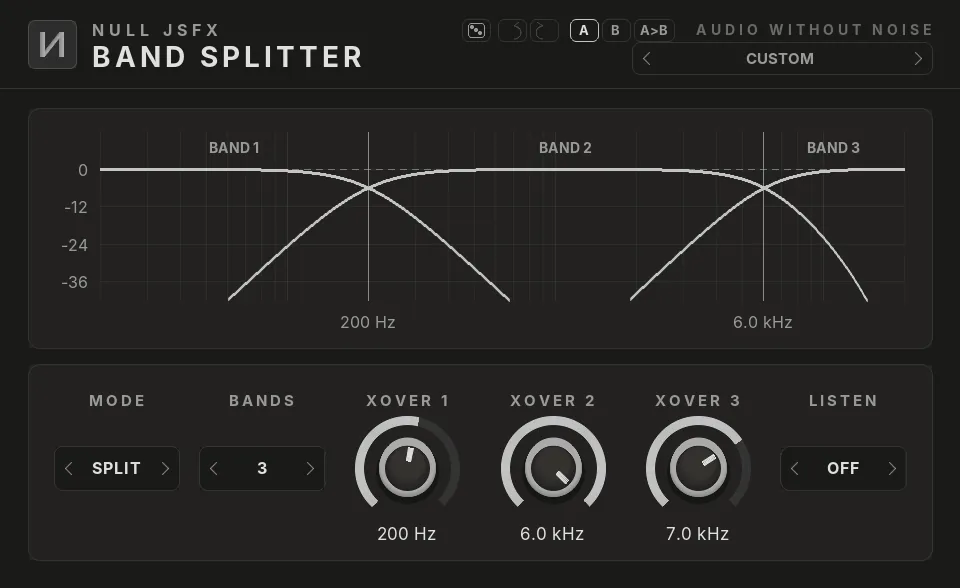 NULL JSFX
BAND SPLITTER
A B A>B
AUDIO WITHOUT NOISE
CUSTOM
BAND 1 BAND 2 BAND 3
0
-12
-24
-36
200 Hz 6.0 kHz
MODE BANDS XOVER 1 XOVER 2 XOVER 3 LISTEN
SPLIT 3 OFF
200 Hz 6.0 kHz 7.0 kHz